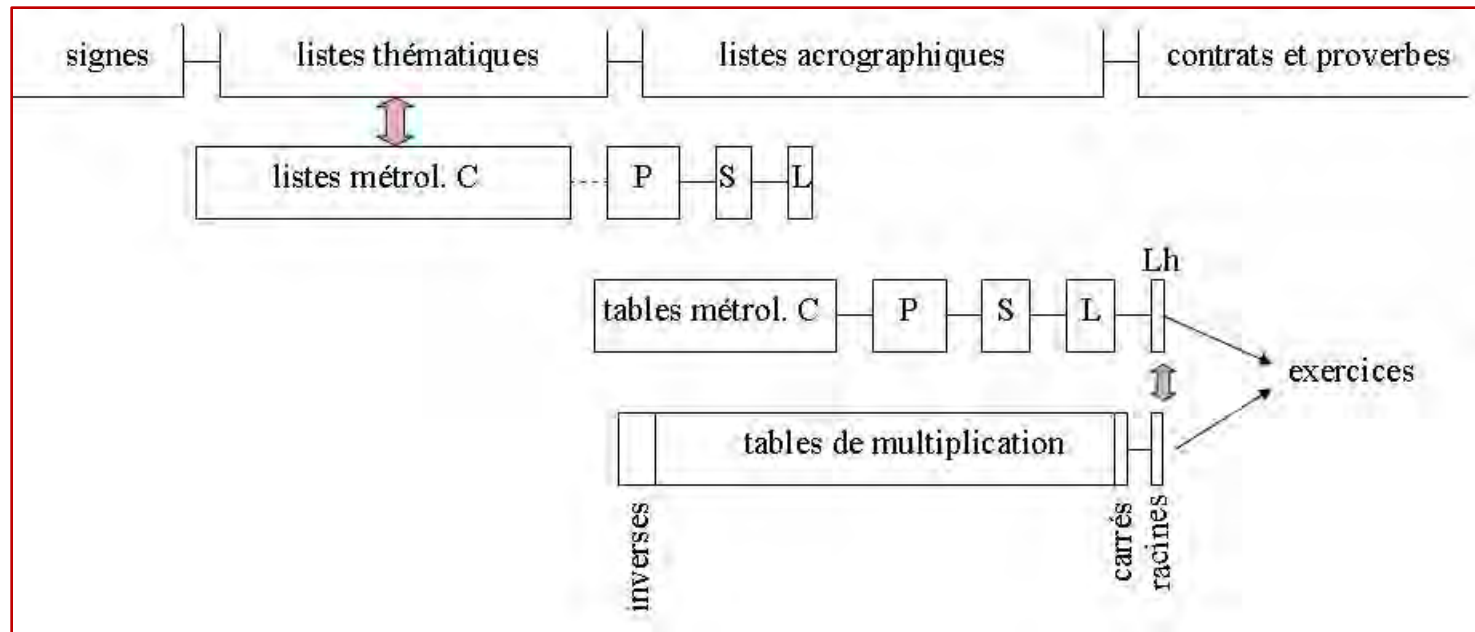 signes listes thématiques listes acrographiques contrats et proverbes
listes métrol. C P S L
Lh
tables métrol. C P S L
exercices
tables de multiplication
inverses carrés racines